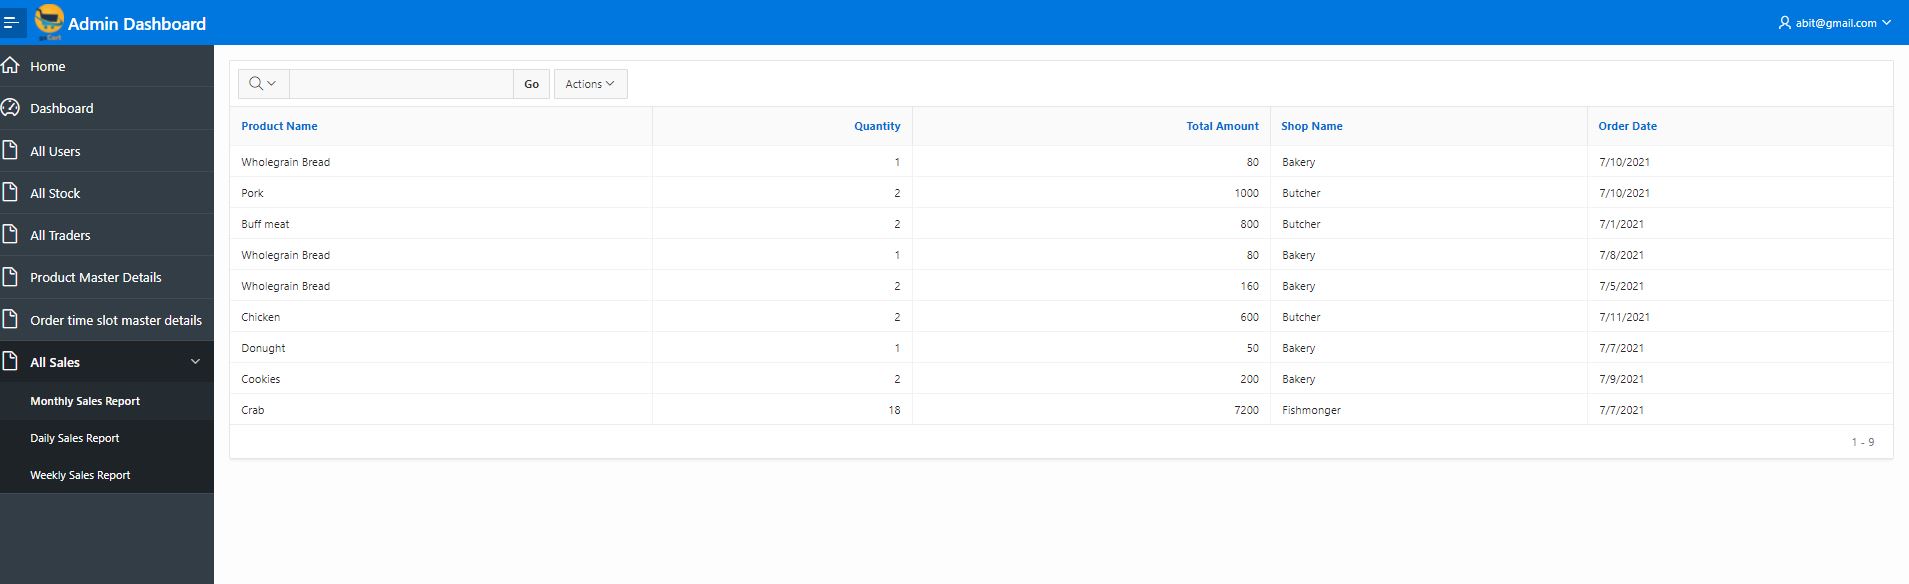 Admin Dashboard
abit@gmail.com
Home
Dashboard
All Users
All Stock
All Traders
Product Master Details
Order time slot master details
All Sales
Monthly Sales Report
Daily Sales Report
Weekly Sales Report
Go Actions
Product Name Quantity Total Amount Shop Name Order Date
Wholegrain Bread 1 80 Bakery 7/10/2021
Pork 2 1000 Butcher 7/10/2021
Buff meat 2 800 Butcher 7/1/2021
Wholegrain Bread 1 80 Bakery 7/8/2021
Wholegrain Bread 2 160 Bakery 7/5/2021
Chicken 2 600 Butcher 7/11/2021
Donught 1 50 Bakery 7/7/2021
Cookies 2 200 Bakery 7/9/2021
Crab 18 7200 Fishmonger 7/7/2021
1 - 9